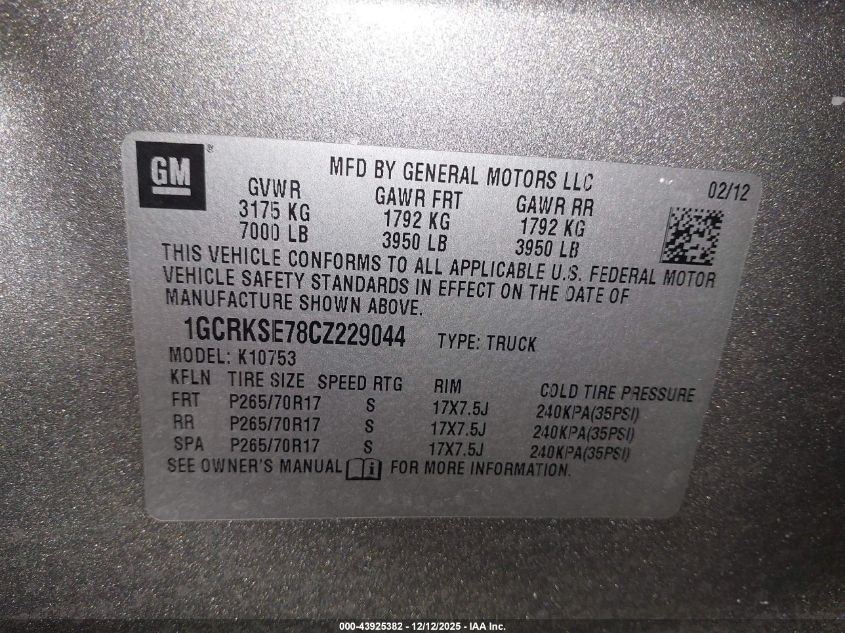 GM ®
MFD BY GENERAL MOTORS LLC
02/12
GVWR GAWR FRT GAWR RR
3175 KG 1792 KG 1792 KG
7000 LB 3950 LB 3950 LB
THIS VEHICLE CONFORMS TO ALL APPLICABLE U.S. FEDERAL MOTOR
VEHICLE SAFETY STANDARDS IN EFFECT ON THE DATE OF
MANUFACTURE SHOWN ABOVE.
1GCRKSE78CZ229044 TYPE: TRUCK
MODEL: K10753
KFLN TIRE SIZE SPEED RTG RIM COLD TIRE PRESSURE
FRT P265/70R17 S 17X7.5J 240KPA(35PSI)
RR P265/70R17 S 17X7.5J 240KPA(35PSI)
SPA P265/70R17 S 17X7.5J 240KPA(35PSI)
SEE OWNER'S MANUAL i FOR MORE INFORMATION.
000-43925382 - 12/12/2025 - IAA Inc.